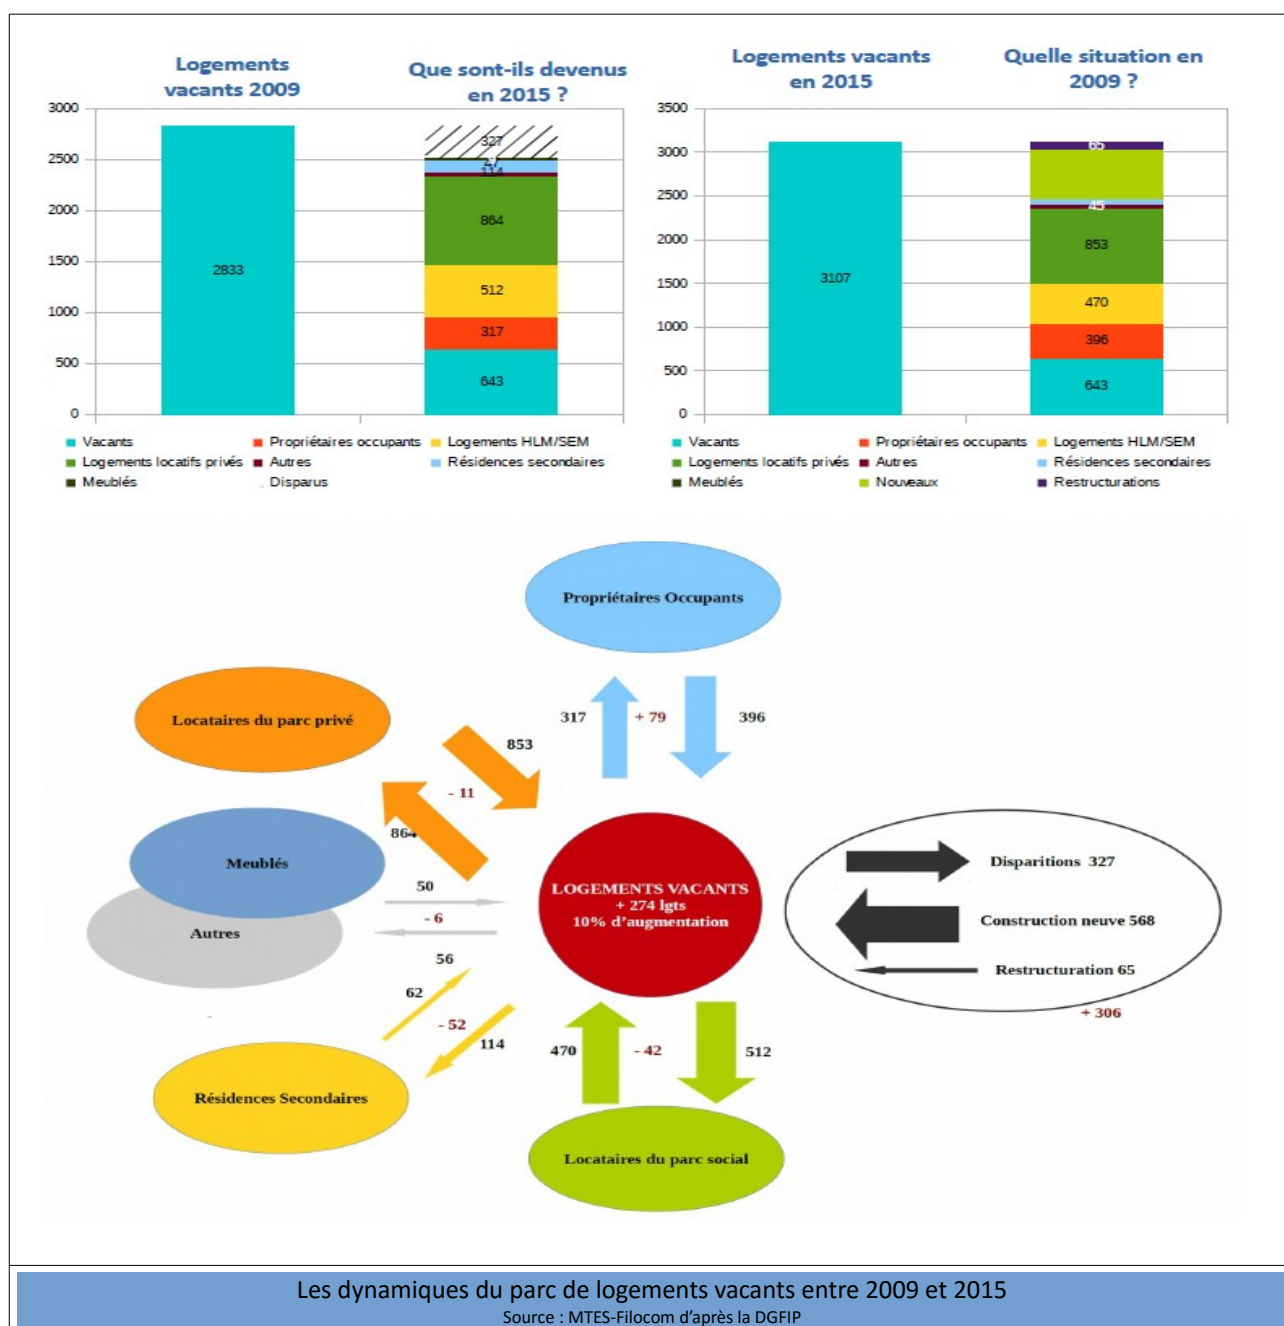 Logements
vacants 2009
Que sont-ils devenus
en 2015 ?
3000
2500
2000
1500
1000
500
0
2833
327
9
47
114
864
512
317
643
Vacants
Propriétaires occupants
Logements HLM/SEM
Logements locatifs privés
Autres
Résidences secondaires
Meublés
Disparus
Logements vacants
en 2015
Quelle situation en
2009 ?
3500
3000
2500
2000
1500
1000
500
0
3107
65
45
853
470
396
643
Vacants
Propriétaires occupants
Logements HLM/SEM
Logements locatifs privés
Autres
Résidences secondaires
Meublés
Nouveaux
Restructurations
Propriétaires Occupants
317
+ 79
396
Locataires du parc privé
853
- 11
864
Meublés
Autres
50
- 6
56
LOGEMENTS VACANTS
+ 274 lgts
10% d’augmentation
Disparitions 327
Construction neuve 568
Restructuration 65
+ 306
62
- 52
114
Résidences Secondaires
470
- 42
512
Locataires du parc social
Les dynamiques du parc de logements vacants entre 2009 et 2015
Source : MTES-Filocom d’après la DGFIP